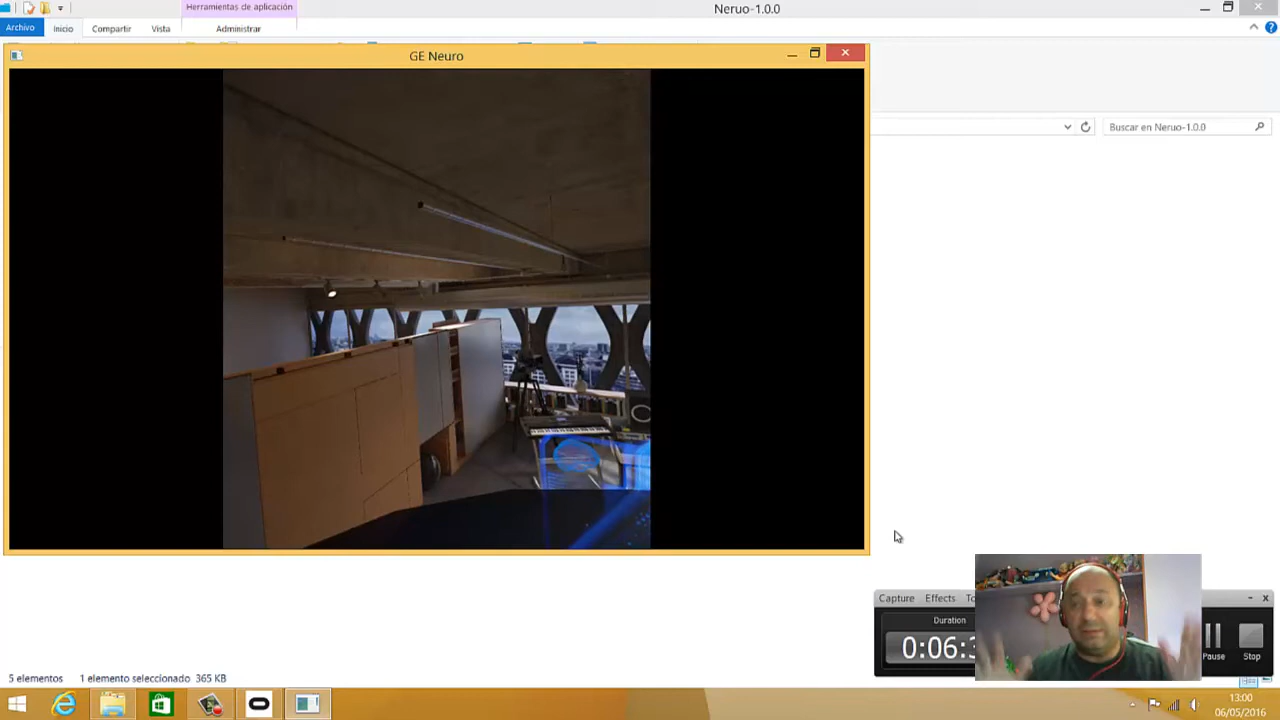 Herramientas de aplicación
Neruo-1.0.0
Archivo
Inicio
Compartir
Vista
Administrar
GE Neuro
Buscar en Neruo-1.0.0
Capture
Effects
Duration
0:06:3
Pause
Stop
5 elementos
1 elemento seleccionado 365 KB
13:00
06/05/2016